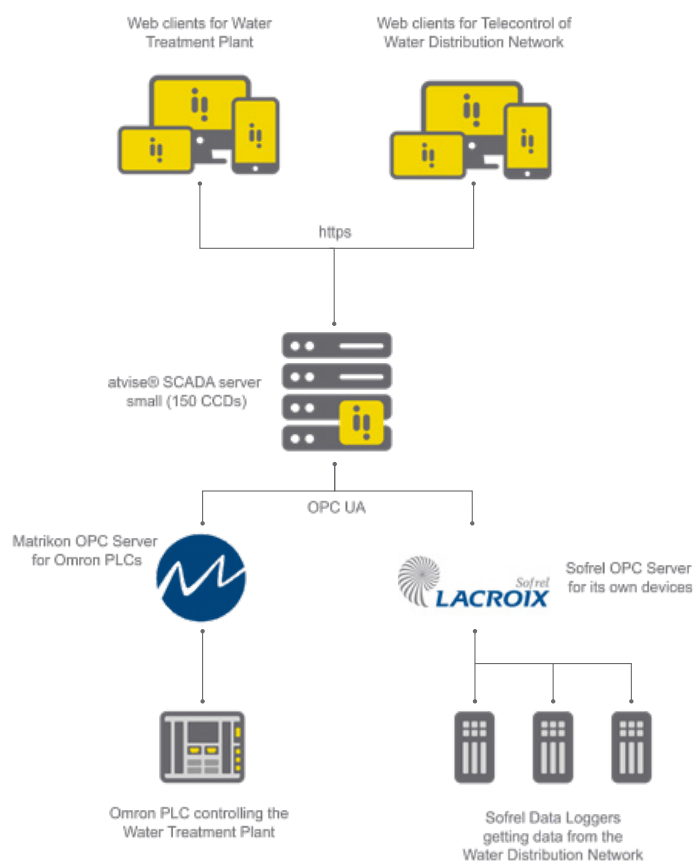 Web clients for Water
Treatment Plant
Web clients for Telecontrol of
Water Distribution Network
https
atvise® SCADA server
small (150 CCDs)
OPC UA
Matrikon OPC Server
for Omron PLCs
Sofrel
LACROIX
Sofrel OPC Server
for its own devices
Omron PLC controlling the
Water Treatment Plant
Sofrel Data Loggers
getting data from the
Water Distribution Network